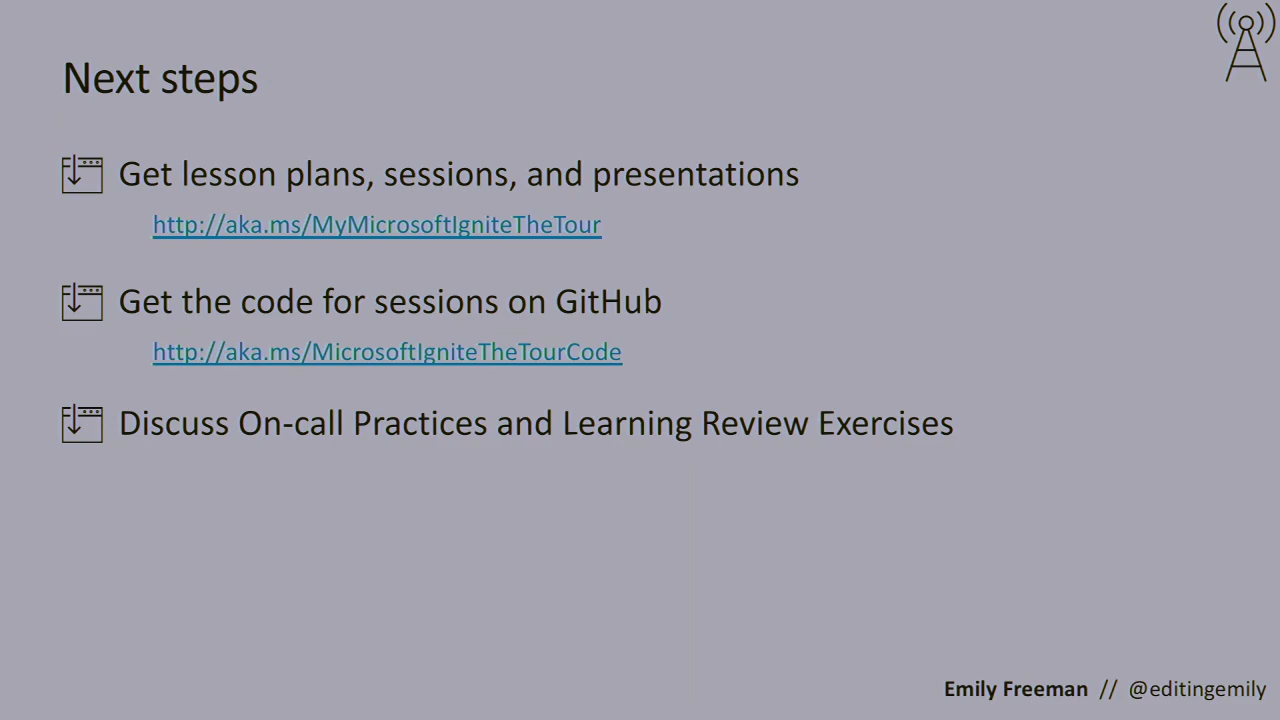 Next steps
Get lesson plans, sessions, and presentations
http://aka.ms/MyMicrosoftIgniteTheTour
Get the code for sessions on GitHub
http://aka.ms/MicrosoftIgniteTheTourCode
Discuss On-call Practices and Learning Review Exercises
Emily Freeman // @editingemily